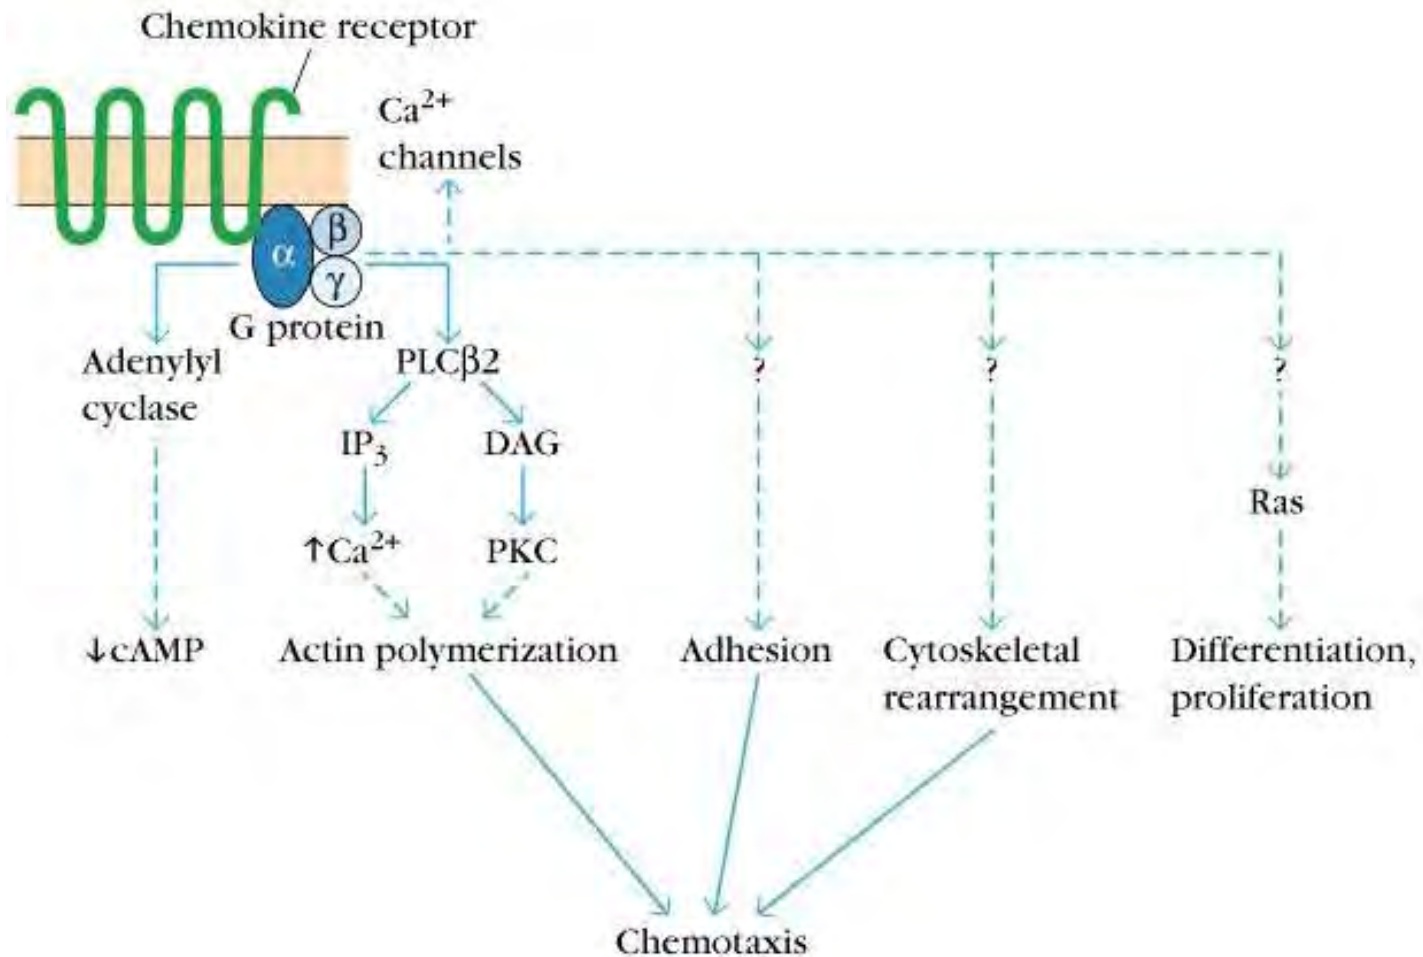 Chemokine receptor
Ca²⁺
channels
α
β
γ
G protein
Adenylyl
cyclase
PLCβ2
?
?
?
IP₃
DAG
Ras
↑Ca²⁺
PKC
↓cAMP
Actin polymerization
Adhesion
Cytoskeletal
rearrangement
Differentiation,
proliferation
Chemotaxis